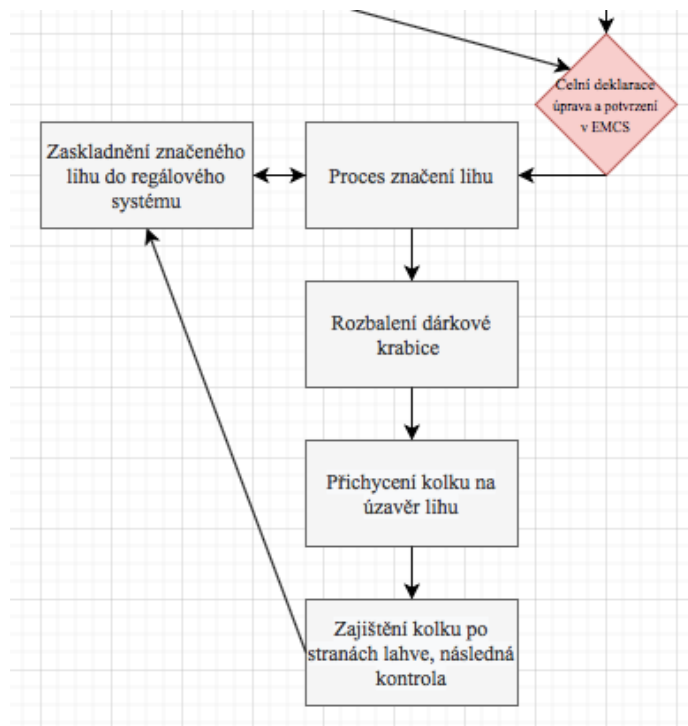 Celní deklarace
úprava a potvrzení
v EMCS
Zaskladnění značeného
lihu do regálového
systému
Proces značení lihu
Rozbalení dárkové
krabice
Přichycení kolku na
úzavěr lihu
Zajištění kolku po
stranách lahve, následná
kontrola